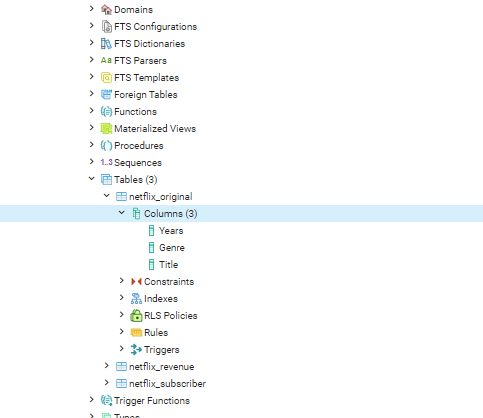 Domains
FTS Configurations
FTS Dictionaries
Aa FTS Parsers
FTS Templates
Foreign Tables
Functions
Materialized Views
Procedures
1..3 Sequences
Tables (3)
netflix_original
Columns (3)
Years
Genre
Title
Constraints
Indexes
RLS Policies
Rules
Triggers
netflix_revenue
netflix_subscriber
Trigger Functions
Types